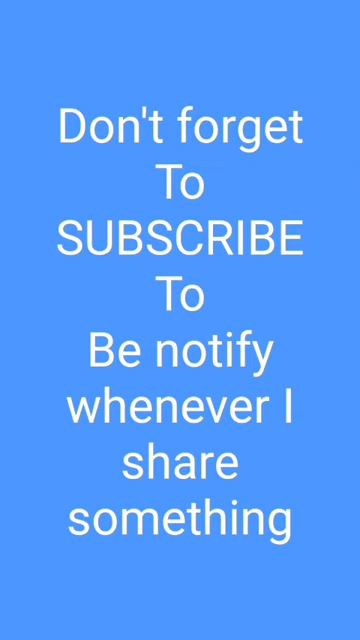 Don't forget
To
SUBSCRIBE
To
Be notify
whenever I
share
something